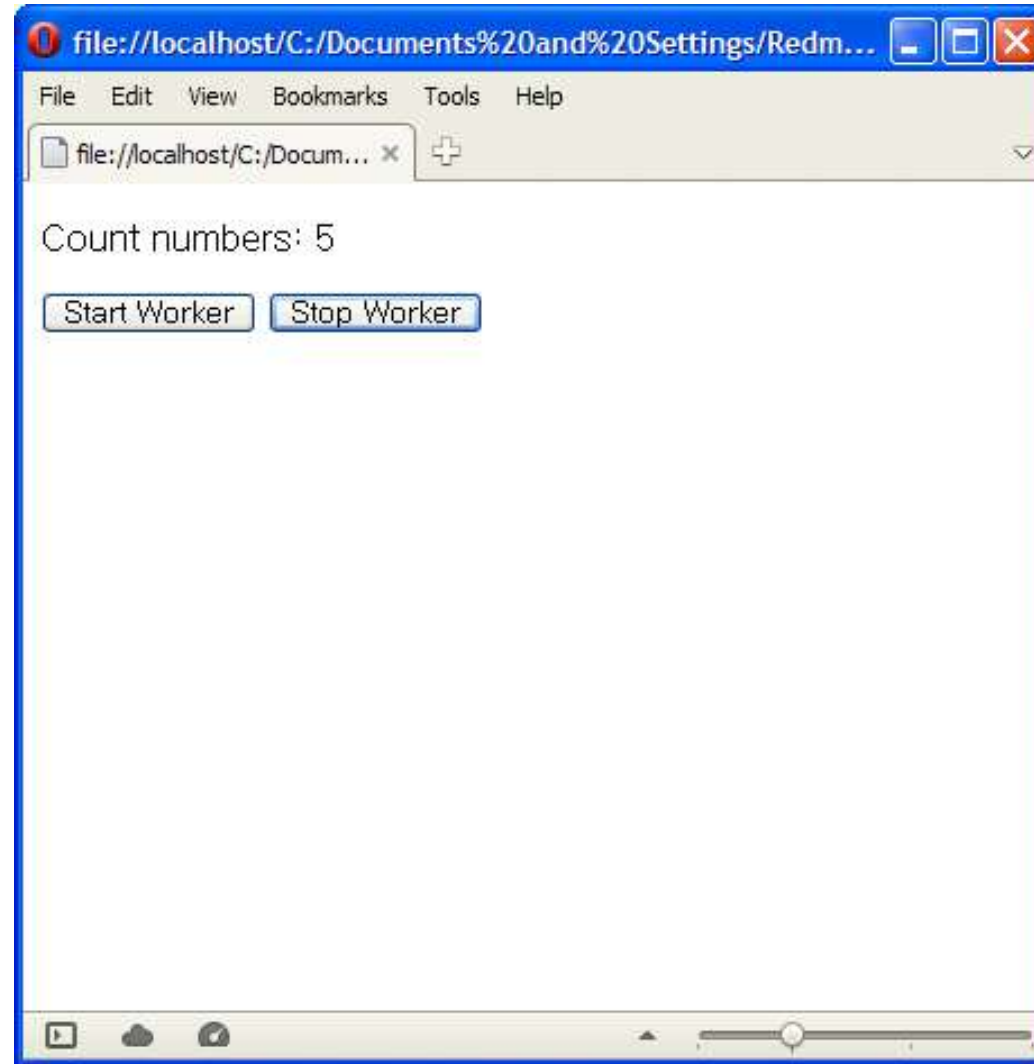 file://localhost/C:/Documents%20and%20Settings/Redm...
File Edit View Bookmarks Tools Help
file://localhost/C:/Docum...
Count numbers: 5
Start Worker Stop Worker